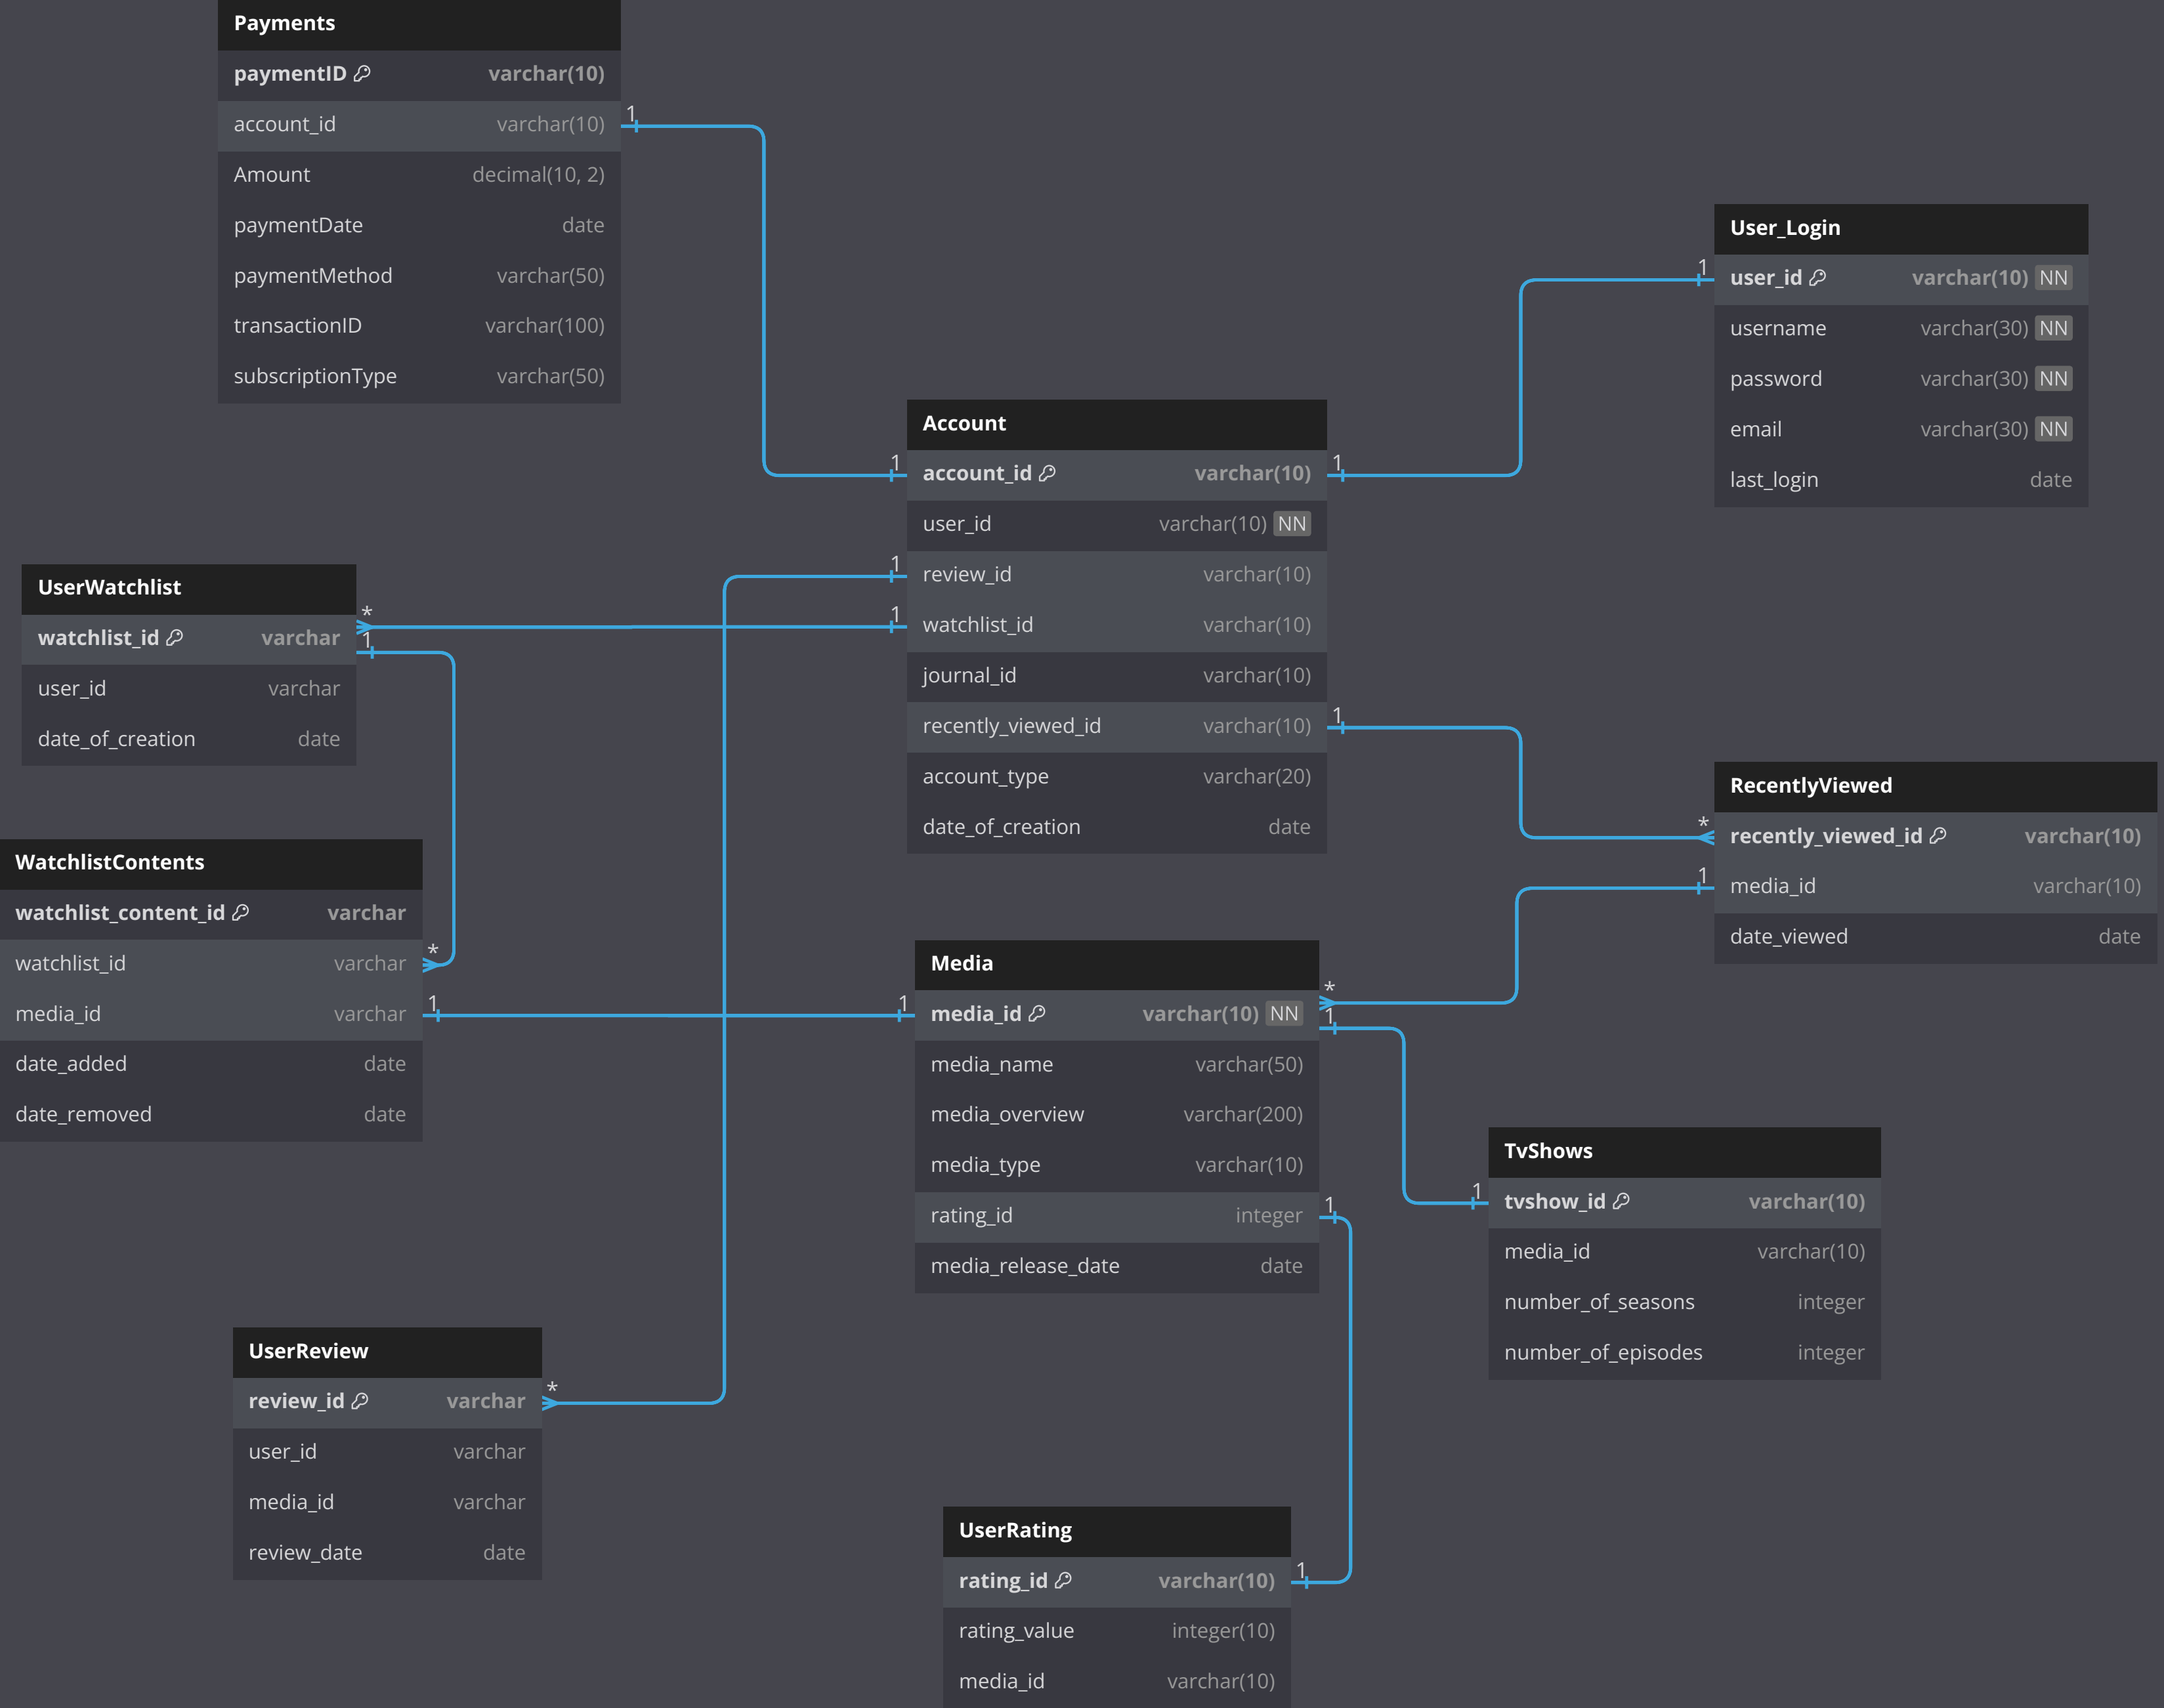 Payments
paymentID varchar(10)
account_id varchar(10)
Amount decimal(10, 2)
paymentDate date
paymentMethod varchar(50)
transactionID varchar(100)
subscriptionType varchar(50)
1
1
User_Login
user_id varchar(10) NN
username varchar(30) NN
password varchar(30) NN
email varchar(30) NN
last_login date
1
1
Account
account_id varchar(10)
user_id varchar(10) NN
review_id varchar(10)
watchlist_id varchar(10)
journal_id varchar(10)
recently_viewed_id varchar(10)
account_type varchar(20)
date_of_creation date
1
1
1
UserWatchlist
watchlist_id varchar
user_id varchar
date_of_creation date
*
1
WatchlistContents
watchlist_content_id varchar
watchlist_id varchar
media_id varchar
date_added date
date_removed date
*
1
RecentlyViewed
recently_viewed_id varchar(10)
media_id varchar(10)
date_viewed date
*
1
Media
media_id varchar(10) NN
media_name varchar(50)
media_overview varchar(200)
media_type varchar(10)
rating_id integer
media_release_date date
1
*
1
1
TvShows
tvshow_id varchar(10)
media_id varchar(10)
number_of_seasons integer
number_of_episodes integer
1
UserReview
review_id varchar
user_id varchar
media_id varchar
review_date date
*
UserRating
rating_id varchar(10)
rating_value integer(10)
media_id varchar(10)
1